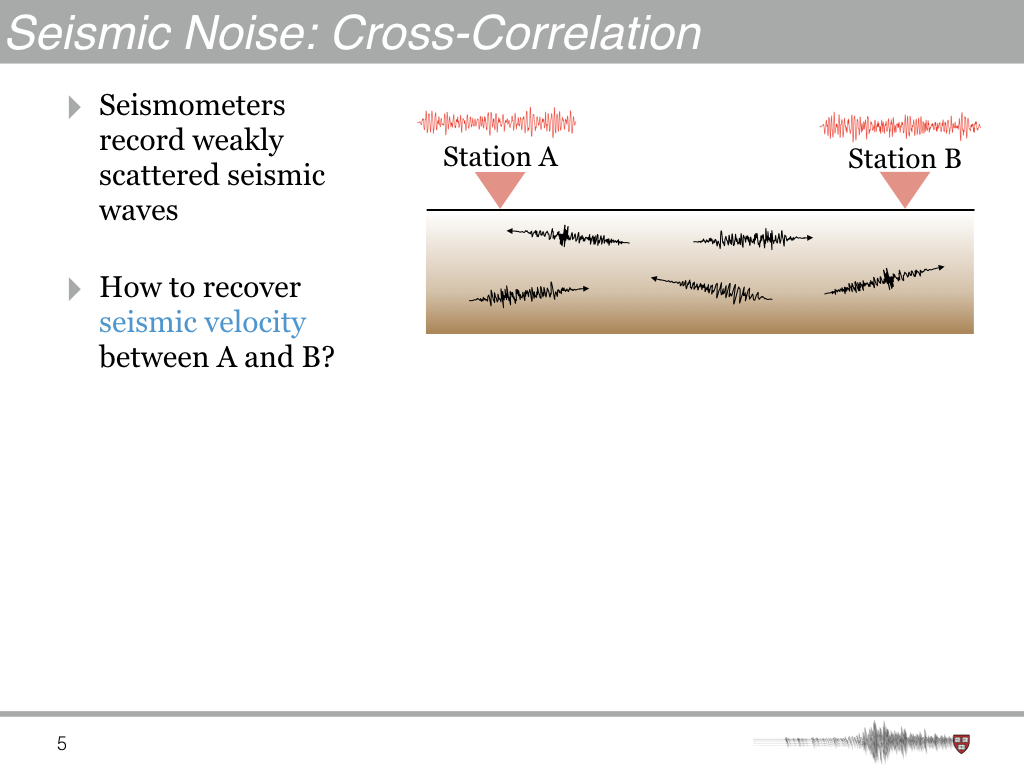 Seismic Noise: Cross-Correlation
Seismometers
record weakly
scattered seismic
waves
How to recover
seismic velocity
between A and B?
Station A
Station B
5